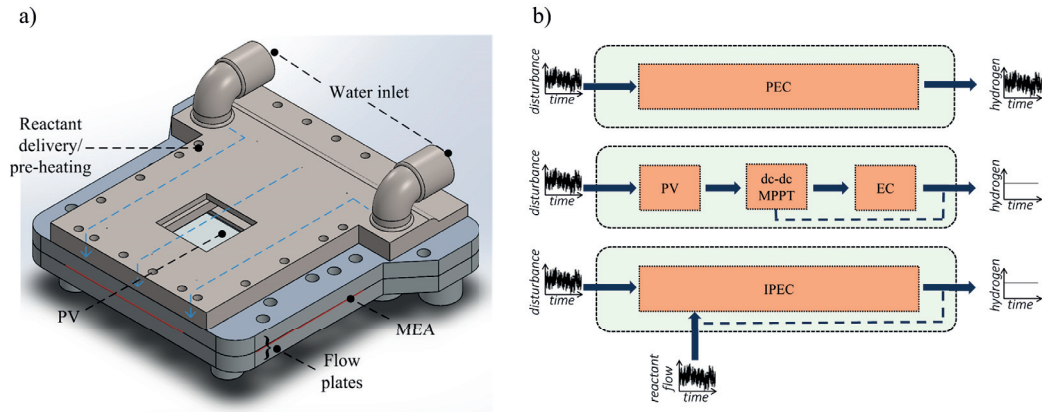 a)
Water inlet
Reactant
delivery/
pre-heating
PV
MEA
Flow
plates
b)
disturbance
time
PEC
hydrogen
time
disturbance
time
PV
dc-dc
MPPT
EC
hydrogen
time
disturbance
time
IPEC
hydrogen
time
reactant
flow
time